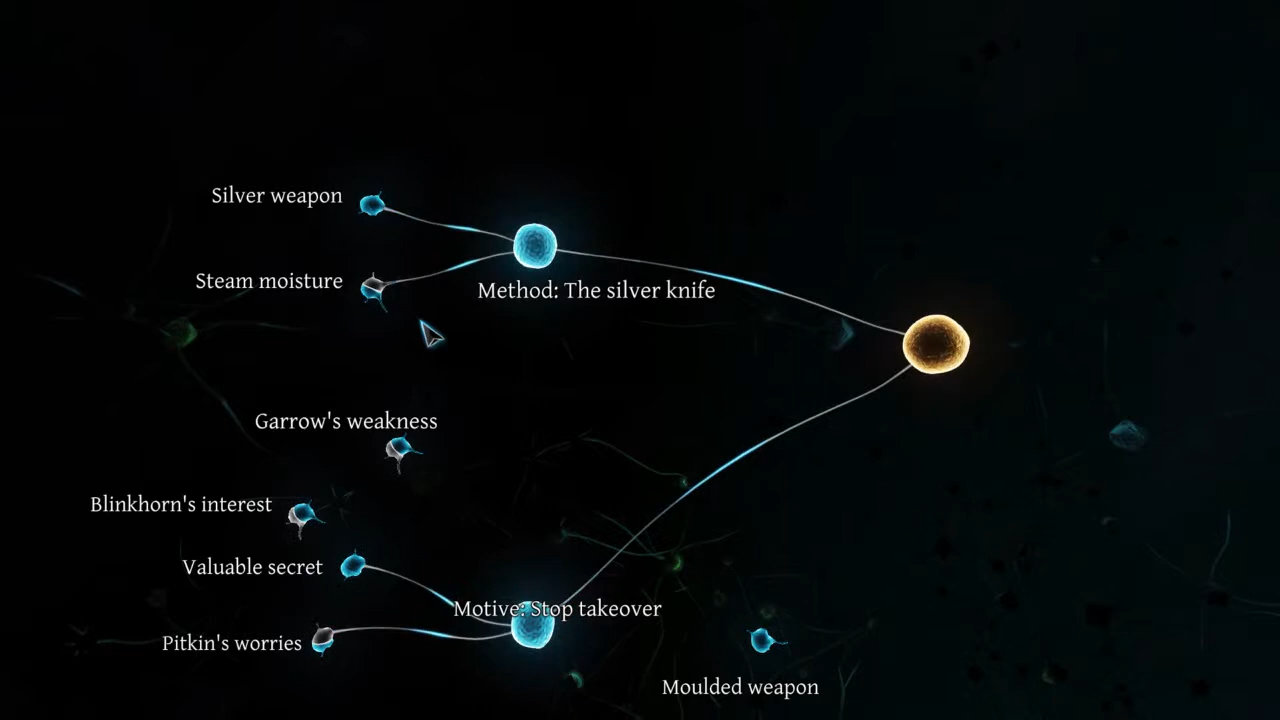 Silver weapon
Steam moisture
Method: The silver knife
Garrow's weakness
Blinkhorn's interest
Valuable secret
Motive: Stop takeover
Pitkin's worries
Moulded weapon